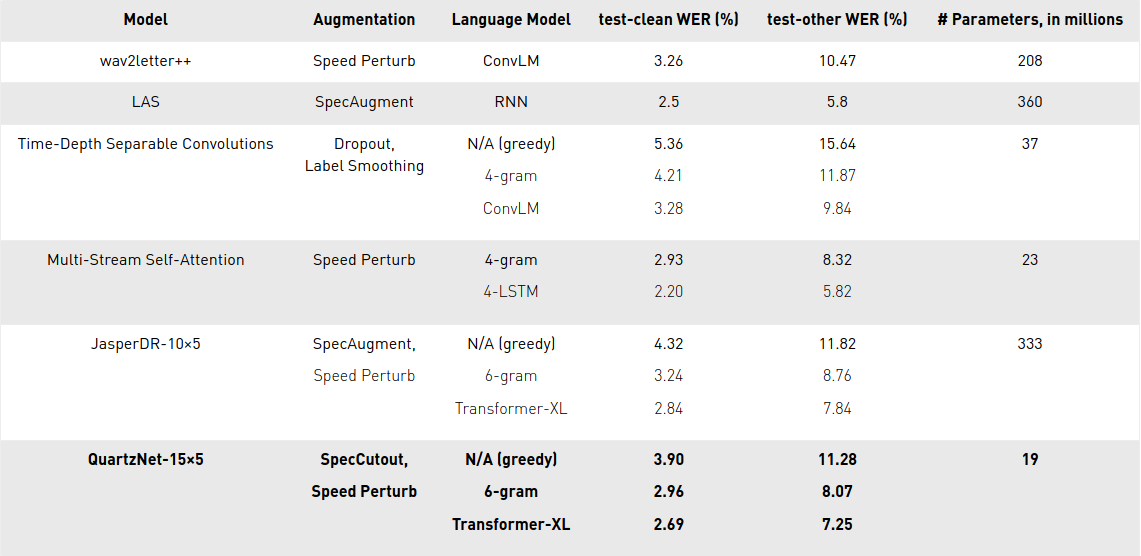 Model Augmentation Language Model test-clean WER (%) test-other WER (%) # Parameters, in millions
wav2letter++ Speed Perturb ConvLM 3.26 10.47 208
LAS SpecAugment RNN 2.5 5.8 360
Time-Depth Separable Convolutions Dropout, N/A (greedy) 5.36 15.64 37
Label Smoothing
4-gram 4.21 11.87
ConvLM 3.28 9.84
Multi-Stream Self-Attention Speed Perturb 4-gram 2.93 8.32 23
4-LSTM 2.20 5.82
JasperDR-10×5 SpecAugment, N/A (greedy) 4.32 11.82 333
Speed Perturb 6-gram 3.24 8.76
Transformer-XL 2.84 7.84
QuartzNet-15×5 SpecCutout, N/A (greedy) 3.90 11.28 19
Speed Perturb 6-gram 2.96 8.07
Transformer-XL 2.69 7.25